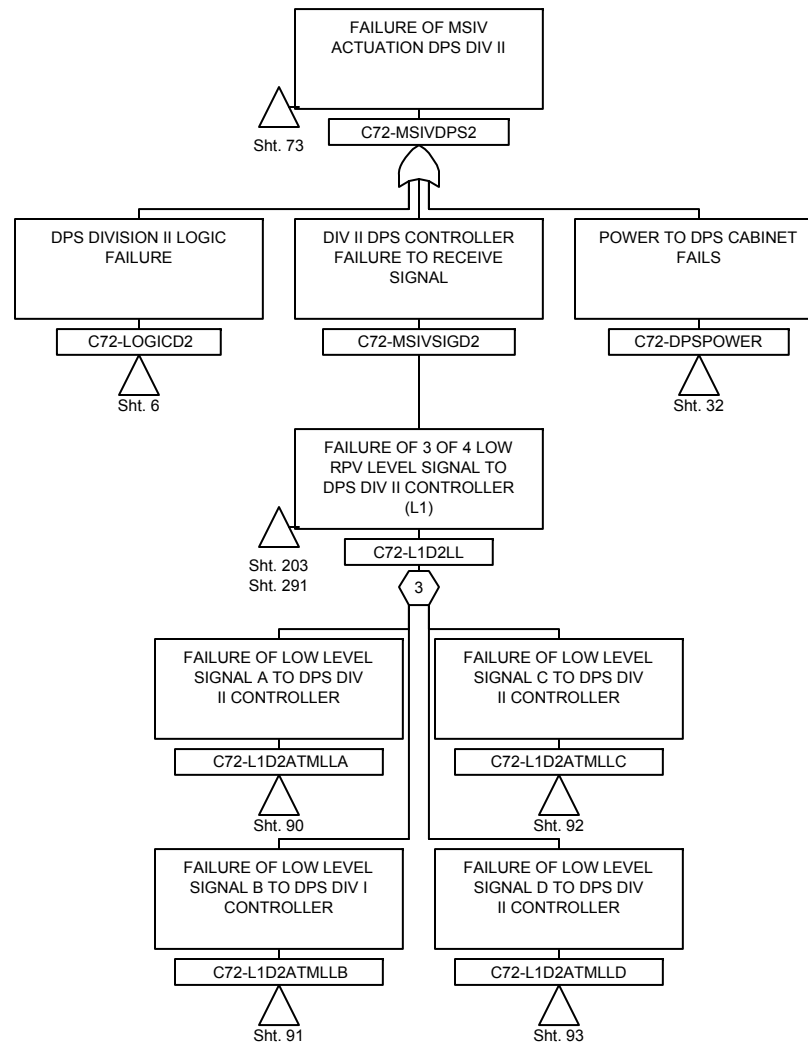 FAILURE OF MSIV
ACTUATION DPS DIV II
Sht. 73
C72-MSIVDPS2
DPS DIVISION II LOGIC
FAILURE
C72-LOGICD2
Sht. 6
DIV II DPS CONTROLLER
FAILURE TO RECEIVE
SIGNAL
C72-MSIVSIGD2
POWER TO DPS CABINET
FAILS
C72-DPSPOWER
Sht. 32
FAILURE OF 3 OF 4 LOW
RPV LEVEL SIGNAL TO
DPS DIV II CONTROLLER
(L1)
Sht. 203
Sht. 291
C72-L1D2LL
3
FAILURE OF LOW LEVEL
SIGNAL A TO DPS DIV
II CONTROLLER
C72-L1D2ATMLLA
Sht. 90
FAILURE OF LOW LEVEL
SIGNAL C TO DPS DIV
II CONTROLLER
C72-L1D2ATMLLC
Sht. 92
FAILURE OF LOW LEVEL
SIGNAL B TO DPS DIV I
CONTROLLER
C72-L1D2ATMLLB
Sht. 91
FAILURE OF LOW LEVEL
SIGNAL D TO DPS DIV
II CONTROLLER
C72-L1D2ATMLLD
Sht. 93